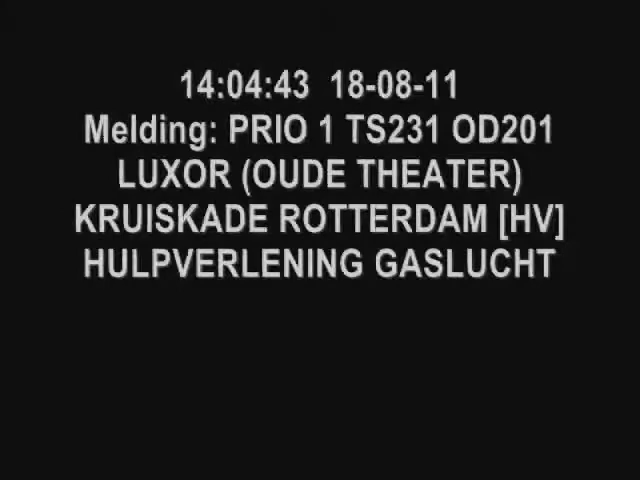 14:04:43 18-08-11
Melding: PRIO 1 TS231 OD201
LUXOR (OUDE THEATER)
KRUISKADE ROTTERDAM [HV]
HULPVERLENING GASLUCHT